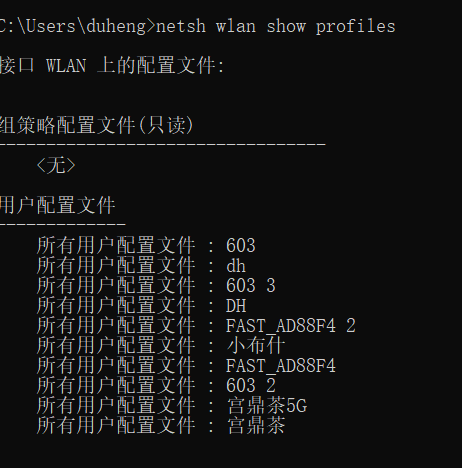 C:\Users\duheng>netsh wlan show profiles
接口 WLAN 上的配置文件:
组策略配置文件(只读)
---------------------------------
<无>
用户配置文件
-------------
所有用户配置文件 : 603
所有用户配置文件 : dh
所有用户配置文件 : 603 3
所有用户配置文件 : DH
所有用户配置文件 : FAST_AD88F4 2
所有用户配置文件 : 小布什
所有用户配置文件 : FAST_AD88F4
所有用户配置文件 : 603 2
所有用户配置文件 : 宫鼎茶5G
所有用户配置文件 : 宫鼎茶